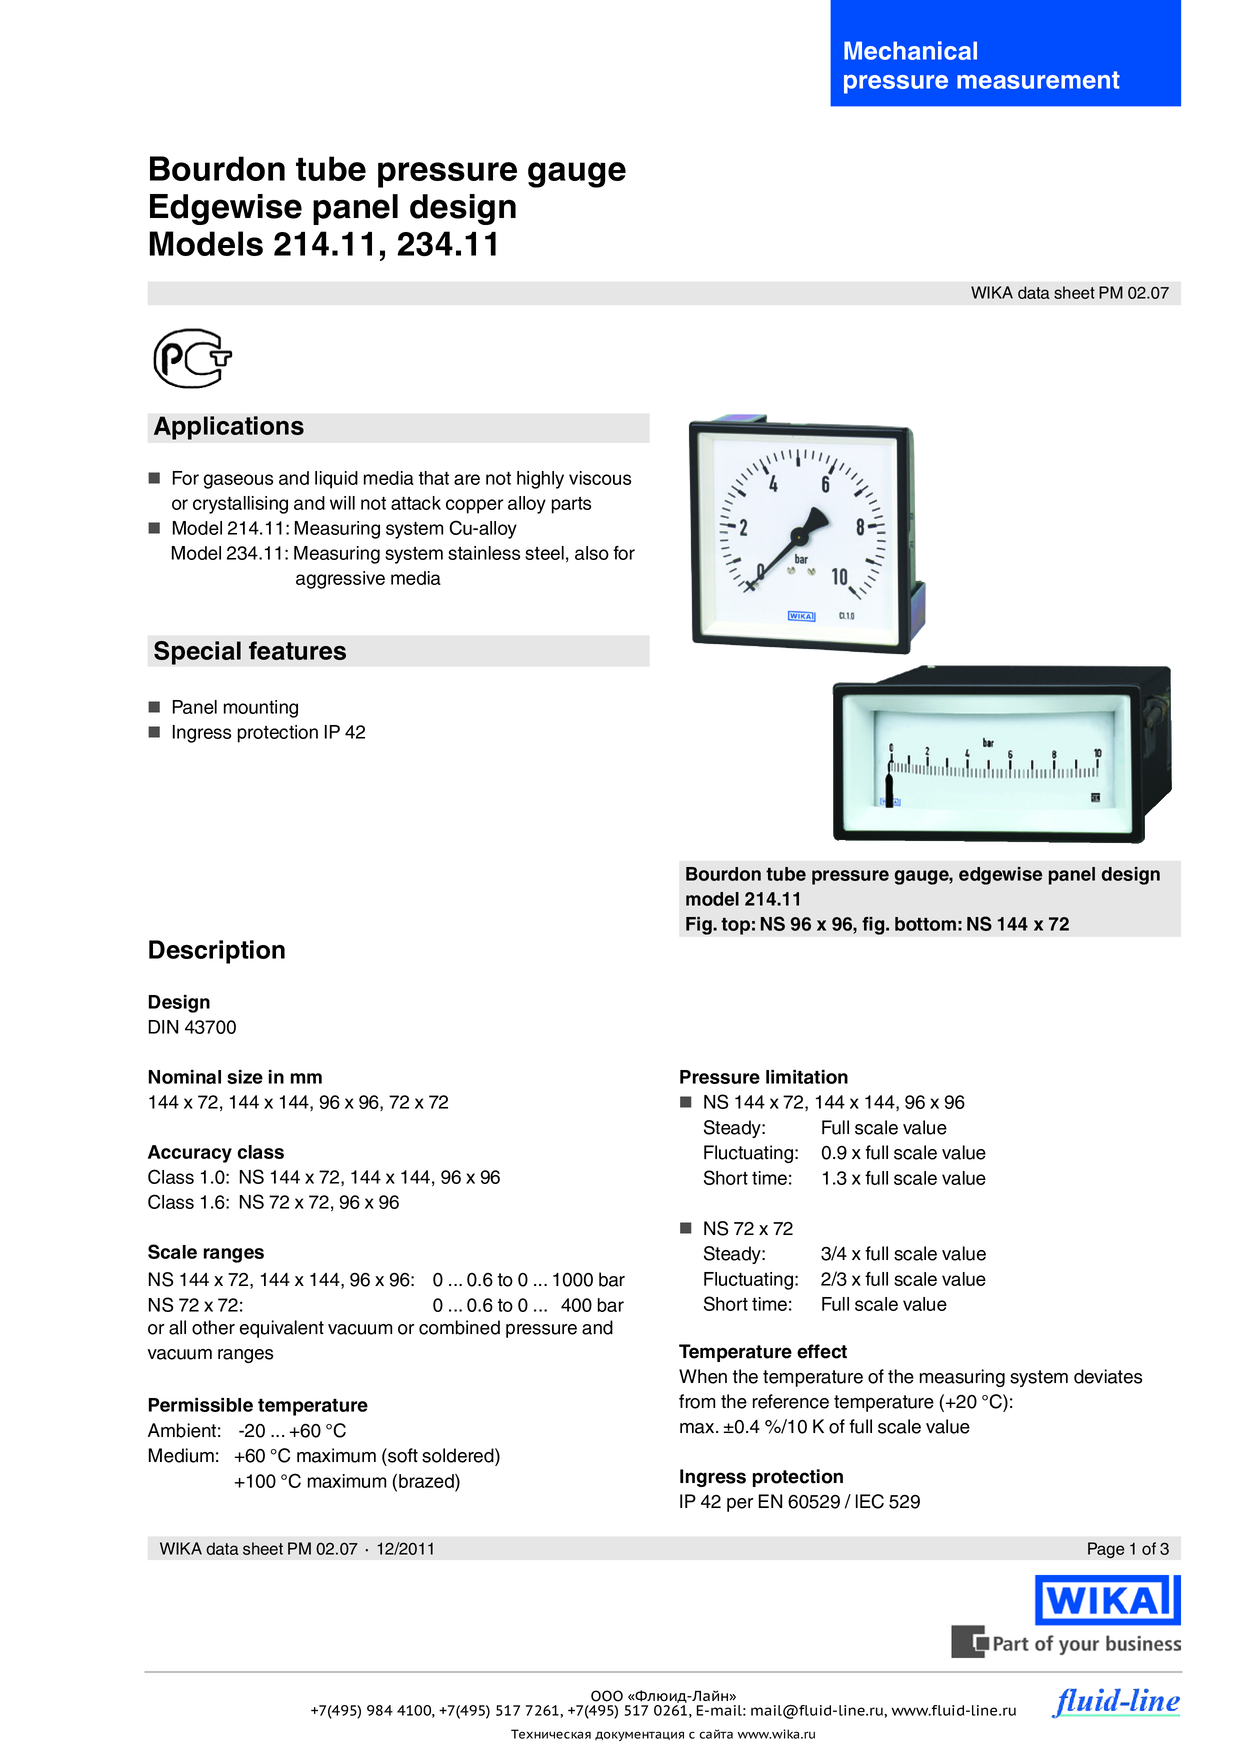 Mechanical
pressure measurement
Bourdon tube pressure gauge
Edgewise panel design
Models 214.11, 234.11
WIKA data sheet PM 02.07
Applications
■ For gaseous and liquid media that are not highly viscous
or crystallising and will not attack copper alloy parts
■ Model 214.11: Measuring system Cu-alloy
Model 234.11: Measuring system stainless steel, also for
aggressive media
Special features
■ Panel mounting
■ Ingress protection IP 42
0 2 4 6 8 10
bar
WIKA Cl.1.0
bar
0 2 4 6 8 10
Bourdon tube pressure gauge, edgewise panel design
model 214.11
Fig. top: NS 96 x 96, fig. bottom: NS 144 x 72
Description
Design
DIN 43700
Nominal size in mm
144 x 72, 144 x 144, 96 x 96, 72 x 72
Accuracy class
Class 1.0: NS 144 x 72, 144 x 144, 96 x 96
Class 1.6: NS 72 x 72, 96 x 96
Scale ranges
NS 144 x 72, 144 x 144, 96 x 96: 0 ... 0.6 to 0 ... 1000 bar
NS 72 x 72: 0 ... 0.6 to 0 ... 400 bar
or all other equivalent vacuum or combined pressure and
vacuum ranges
Permissible temperature
Ambient: -20 ... +60 °C
Medium: +60 °C maximum (soft soldered)
+100 °C maximum (brazed)
Pressure limitation
■ NS 144 x 72, 144 x 144, 96 x 96
Steady: Full scale value
Fluctuating: 0.9 x full scale value
Short time: 1.3 x full scale value
■ NS 72 x 72
Steady: 3/4 x full scale value
Fluctuating: 2/3 x full scale value
Short time: Full scale value
Temperature effect
When the temperature of the measuring system deviates
from the reference temperature (+20 °C):
max. ±0.4 %/10 K of full scale value
Ingress protection
IP 42 per EN 60529 / IEC 529
WIKA data sheet PM 02.07 · 12/2011
Page 1 of 3
WIKA
Part of your business
ООО «Флюид-Лайн»
+7(495) 984 4100, +7(495) 517 7261, +7(495) 517 0261, E-mail: mail@fluid-line.ru, www.fluid-line.ru
Техническая документация с сайта www.wika.ru
fluid-line